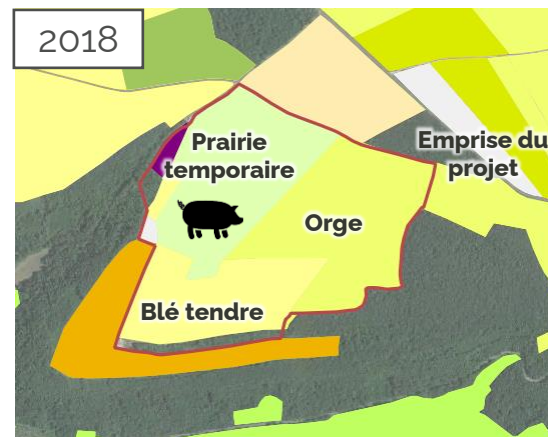 2018
Prairie
temporaire
Emprise du
projet
Orge
Blé tendre